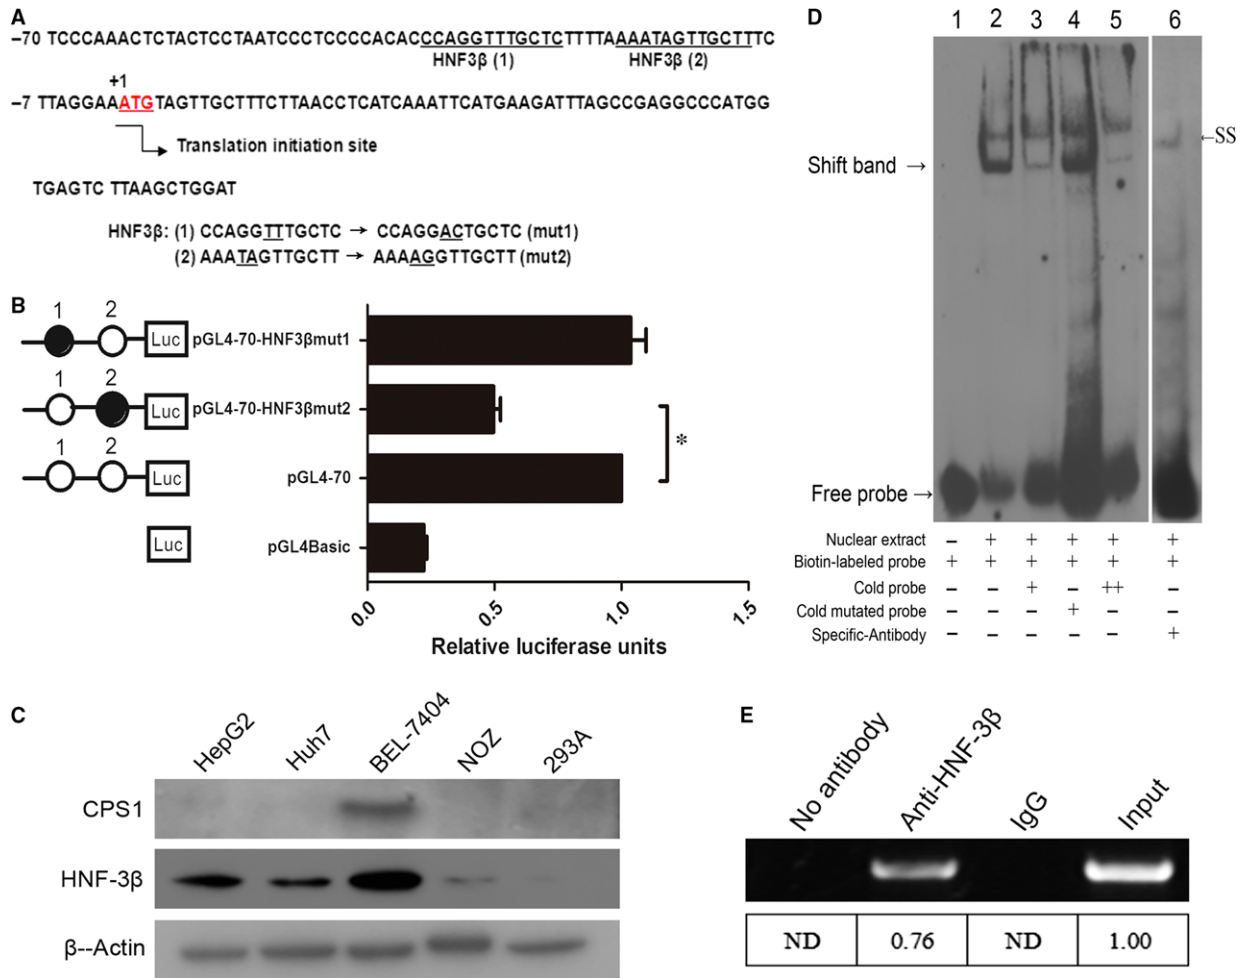 A
–70 TCCCAAACTCTACTCCTAATCCCTCCCCACACCCAGGTTTGCTCTTTTAAAATAGTTGCTTTC
HNF3β (1) HNF3β (2)
+1
–7 TTAGGAAATGTAGTTGCTTTCTTAACCTCATCAAATTCATGAAGATTTAGCCGAGGCCCATGG
Translation initiation site
TGAGTC TTAAGCTGGAT
HNF3β: (1) CCAGGTTTGCTC → CCAGGACTGCTC (mut1)
(2) AAATAGTTGCTT → AAAAGGTTGCTT (mut2)
B
1 2
Luc pGL4-70-HNF3βmut1
1 2
Luc pGL4-70-HNF3βmut2
1 2
Luc pGL4-70
Luc pGL4Basic
*
0.0 0.5 1.0 1.5
Relative luciferase units
C
HepG2 Huh7 BEL-7404 NOZ 293A
CPS1
HNF-3β
β--Actin
D
1 2 3 4 5 6
←SS
Shift band →
Free probe →
Nuclear extract – + + + + +
Biotin-labeled probe + + + + + +
Cold probe – – + – ++ –
Cold mutated probe – – – + – –
Specific-Antibody – – – – – +
E
No antibody Anti-HNF-3β IgG Input
ND 0.76 ND 1.00